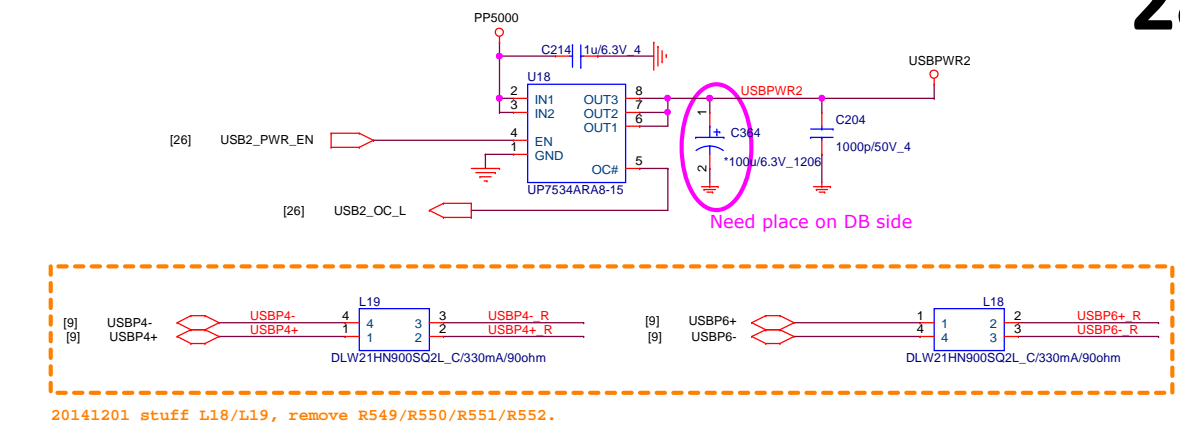 PP5000
C214 1u/6.3V_4
USBPWR2
U18
2 IN1 OUT3 8 USBPWR2
3 IN2 OUT2 7
OUT1 6
1 + C364 C204
[26] USB2_PWR_EN 4 EN 1000p/50V_4
1 GND
2 *100u/6.3V_1206
OC# 5
UP7534ARA8-15
[26] USB2_OC_L
Need place on DB side
L19 L18
[9] USBP4- USBP4- 4 4 3 3 USBP4-_R [9] USBP6+ 1 1 2 2 USBP6+_R
[9] USBP4+ USBP4+ 1 1 2 2 USBP4+_R [9] USBP6- 4 4 3 3 USBP6-_R
DLW21HN900SQ2L_C/330mA/90ohm DLW21HN900SQ2L_C/330mA/90ohm
20141201 stuff L18/L19, remove R549/R550/R551/R552.